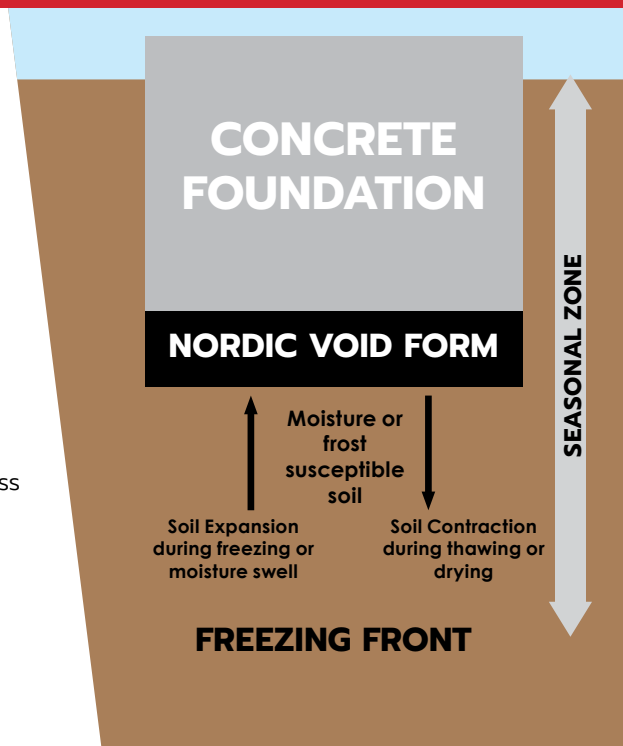 CONCRETE
FOUNDATION
NORDIC VOID FORM
SEASONAL ZONE
Moisture or
frost
susceptible
soil
ss
Soil Expansion
during freezing or
moisture swell
Soil Contraction
during thawing or
drying
FREEZING FRONT